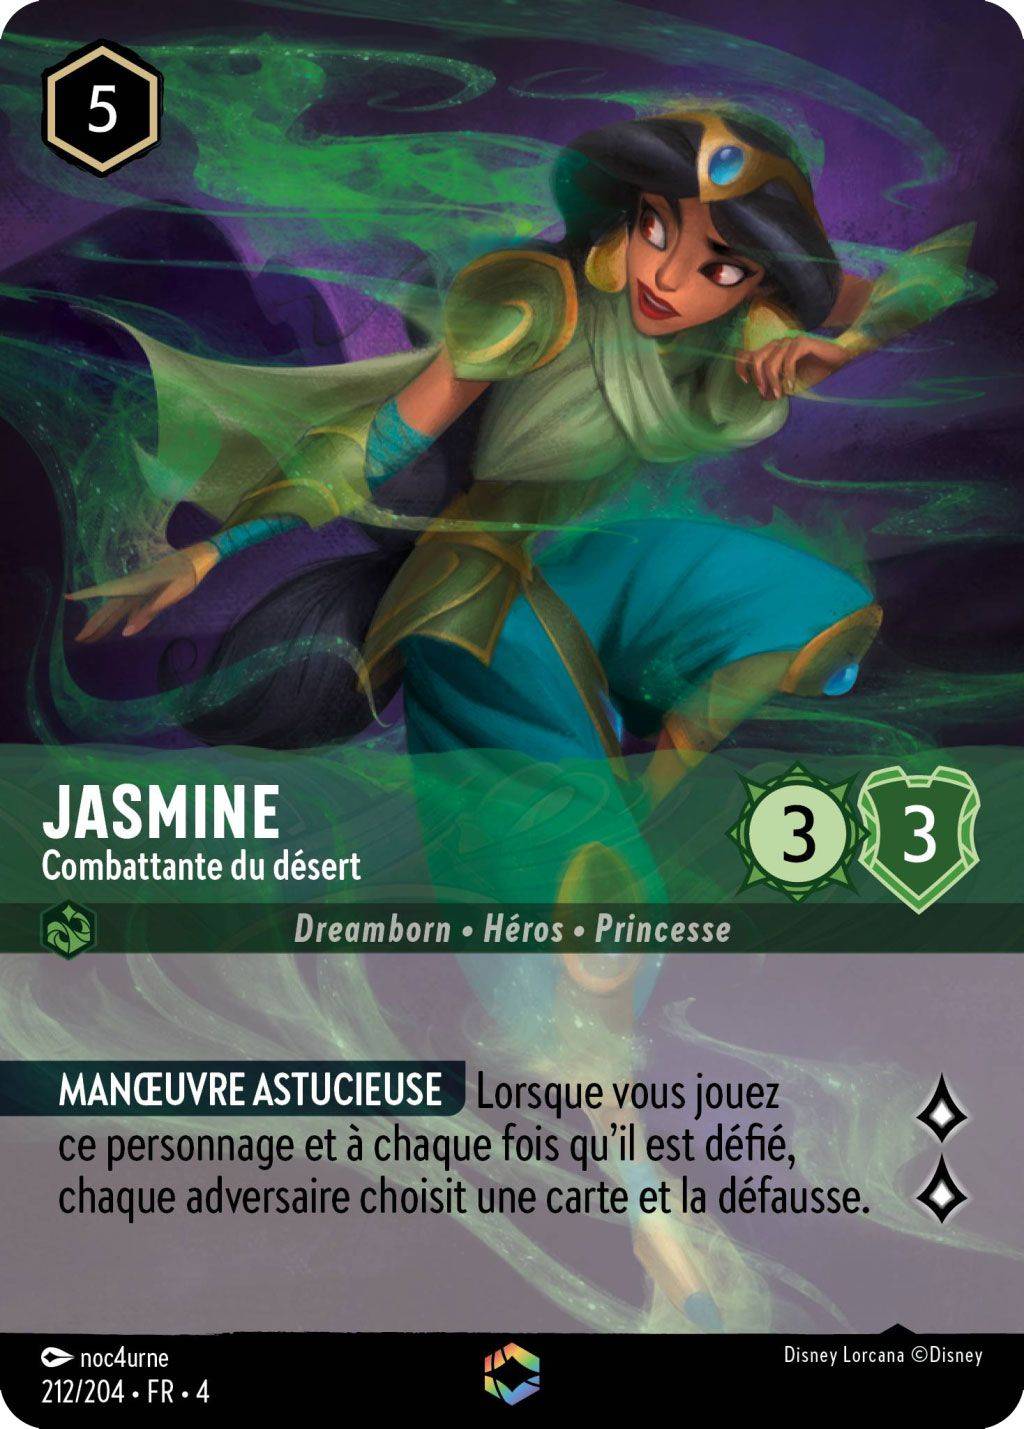 5
JASMINE
Combattante du désert
3
3
Dreamborn • Héros • Princesse
MANŒUVRE ASTUCIEUSE Lorsque vous jouez
ce personnage et à chaque fois qu’il est défié,
chaque adversaire choisit une carte et la défausse.
noc4urne
212/204 • FR • 4
Disney Lorcana ©Disney